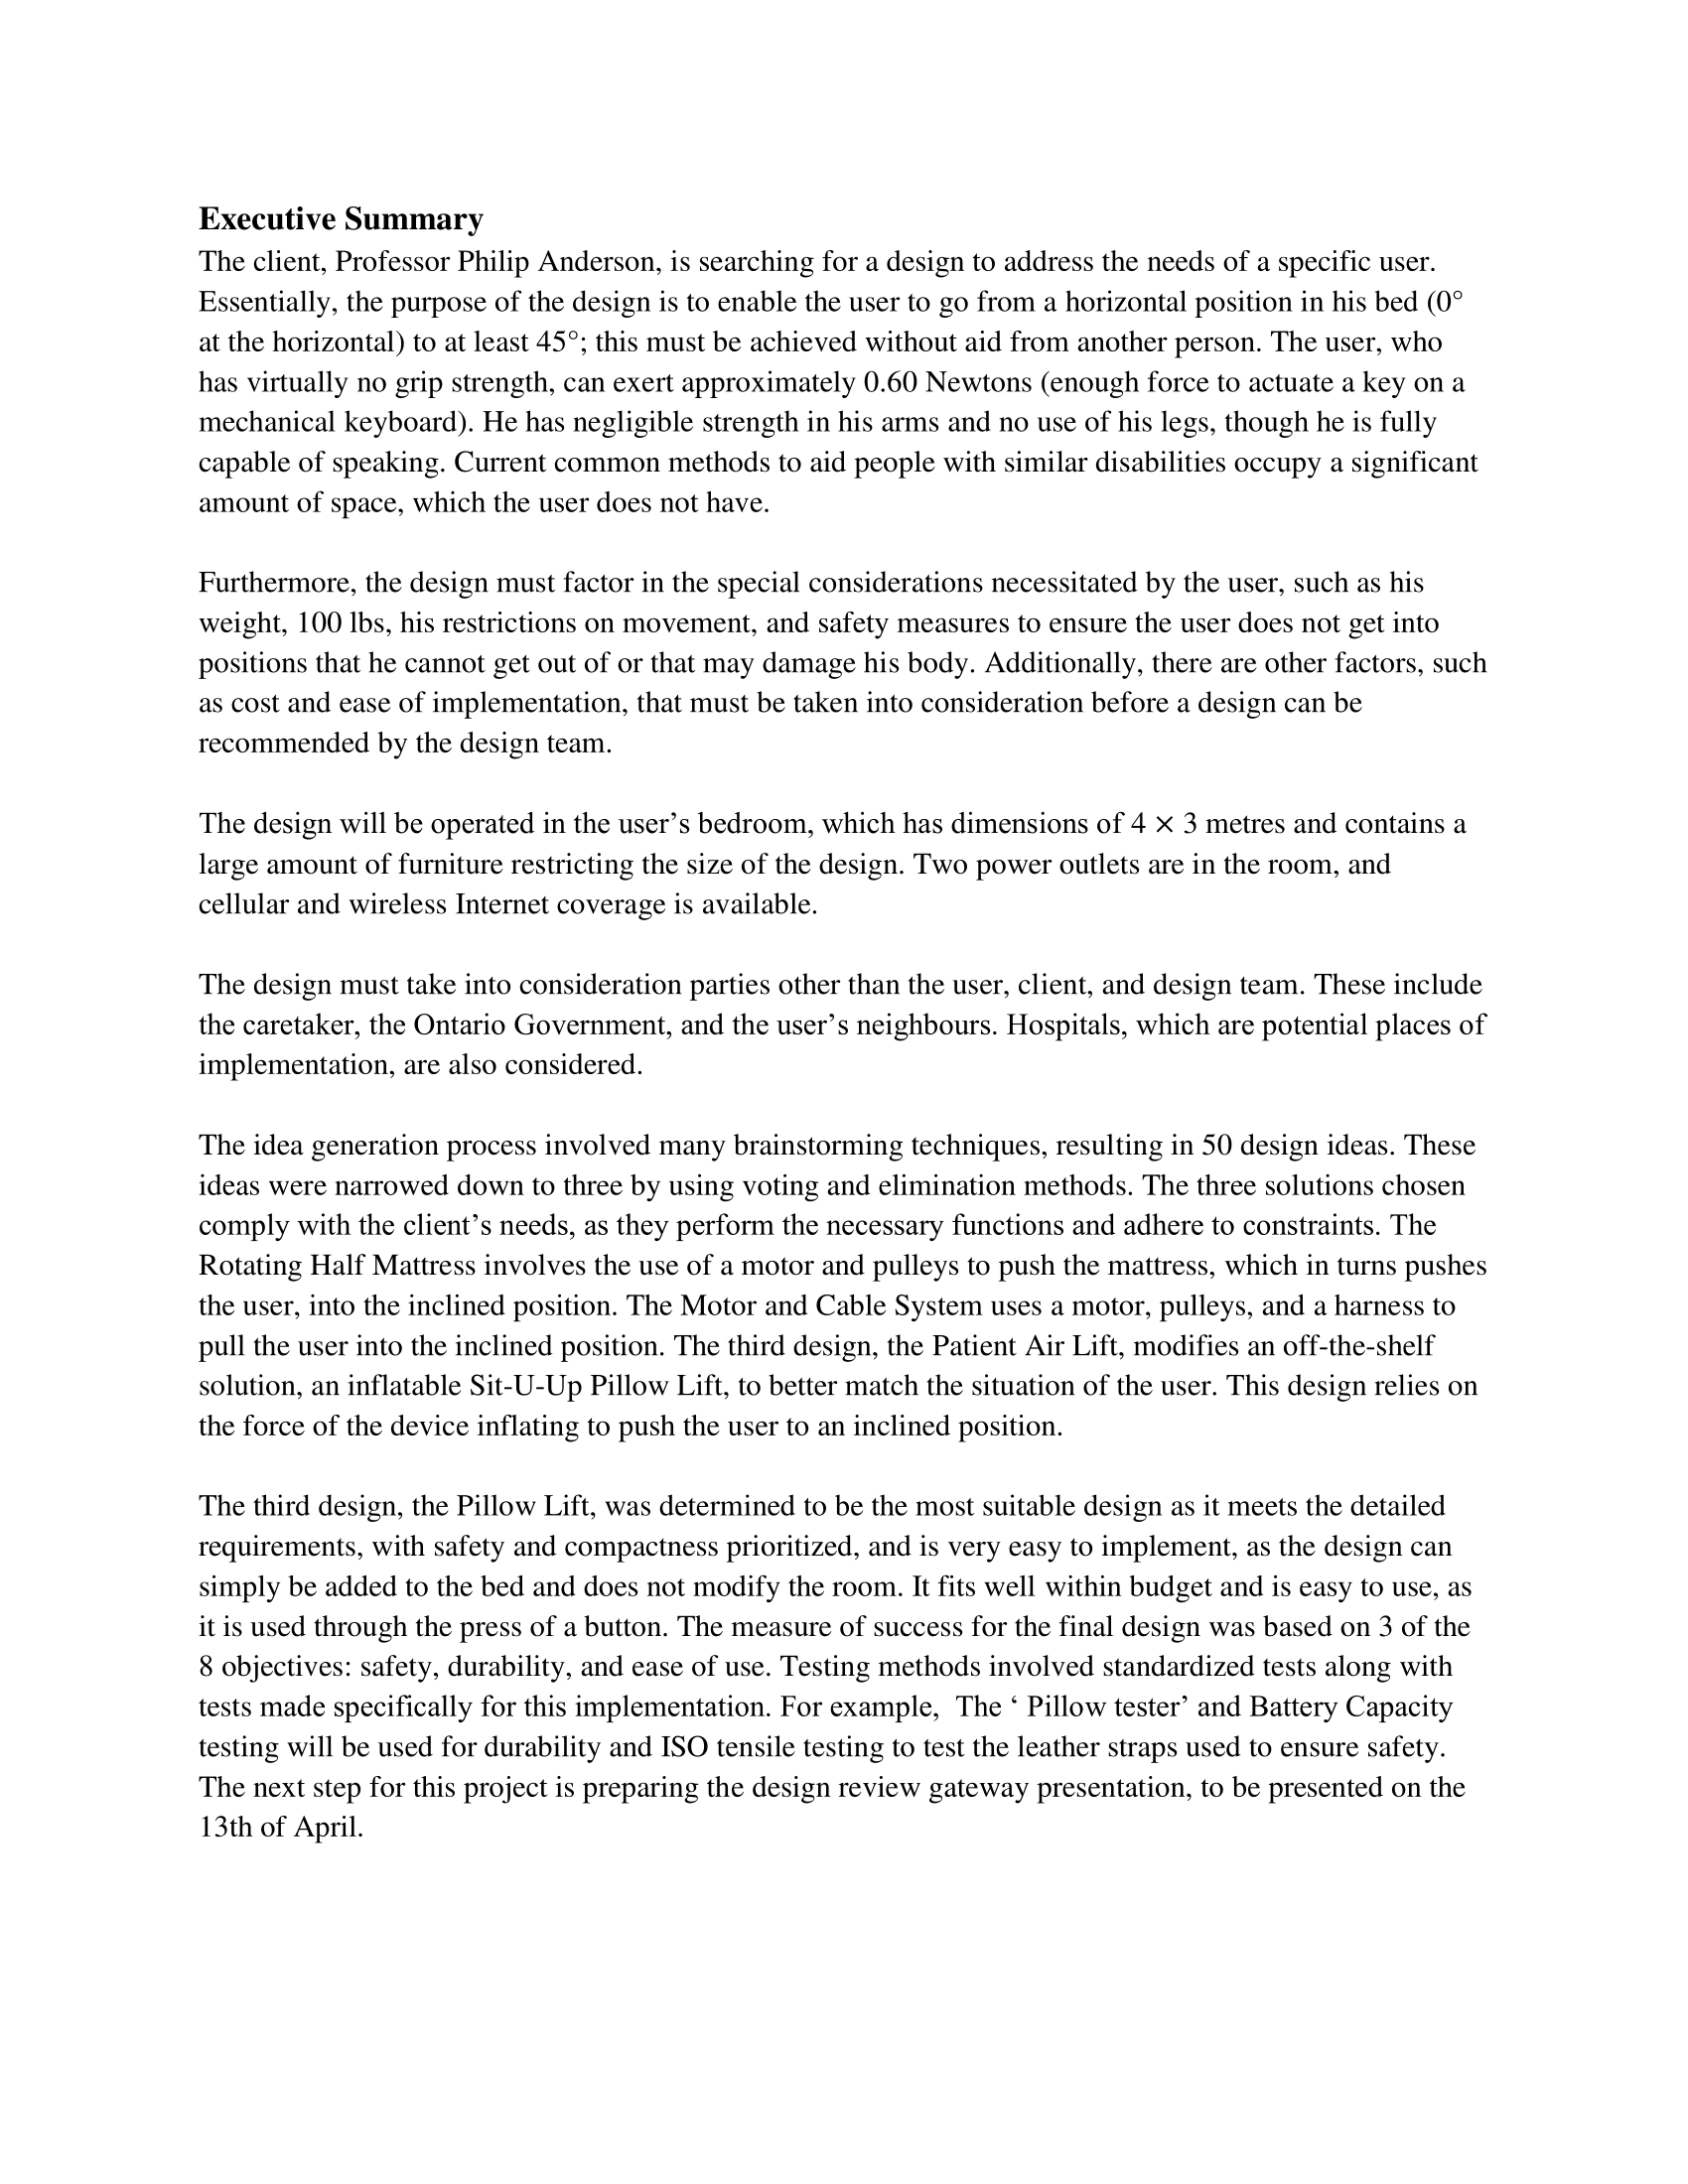 Executive Summary
The client, Professor Philip Anderson, is searching for a design to address the needs of a specific user.
Essentially, the purpose of the design is to enable the user to go from a horizontal position in his bed (0°
at the horizontal) to at least 45°; this must be achieved without aid from another person. The user, who
has virtually no grip strength, can exert approximately 0.60 Newtons (enough force to actuate a key on a
mechanical keyboard). He has negligible strength in his arms and no use of his legs, though he is fully
capable of speaking. Current common methods to aid people with similar disabilities occupy a significant
amount of space, which the user does not have.
Furthermore, the design must factor in the special considerations necessitated by the user, such as his
weight, 100 lbs, his restrictions on movement, and safety measures to ensure the user does not get into
positions that he cannot get out of or that may damage his body. Additionally, there are other factors, such
as cost and ease of implementation, that must be taken into consideration before a design can be
recommended by the design team.
The design will be operated in the user’s bedroom, which has dimensions of 4 × 3 metres and contains a
large amount of furniture restricting the size of the design. Two power outlets are in the room, and
cellular and wireless Internet coverage is available.
The design must take into consideration parties other than the user, client, and design team. These include
the caretaker, the Ontario Government, and the user’s neighbours. Hospitals, which are potential places of
implementation, are also considered.
The idea generation process involved many brainstorming techniques, resulting in 50 design ideas. These
ideas were narrowed down to three by using voting and elimination methods. The three solutions chosen
comply with the client’s needs, as they perform the necessary functions and adhere to constraints. The
Rotating Half Mattress involves the use of a motor and pulleys to push the mattress, which in turns pushes
the user, into the inclined position. The Motor and Cable System uses a motor, pulleys, and a harness to
pull the user into the inclined position. The third design, the Patient Air Lift, modifies an off-the-shelf
solution, an inflatable Sit-U-Up Pillow Lift, to better match the situation of the user. This design relies on
the force of the device inflating to push the user to an inclined position.
The third design, the Pillow Lift, was determined to be the most suitable design as it meets the detailed
requirements, with safety and compactness prioritized, and is very easy to implement, as the design can
simply be added to the bed and does not modify the room. It fits well within budget and is easy to use, as
it is used through the press of a button. The measure of success for the final design was based on 3 of the
8 objectives: safety, durability, and ease of use. Testing methods involved standardized tests along with
tests made specifically for this implementation. For example,  The ‘ Pillow tester’ and Battery Capacity
testing will be used for durability and ISO tensile testing to test the leather straps used to ensure safety.
The next step for this project is preparing the design review gateway presentation, to be presented on the
13th of April.